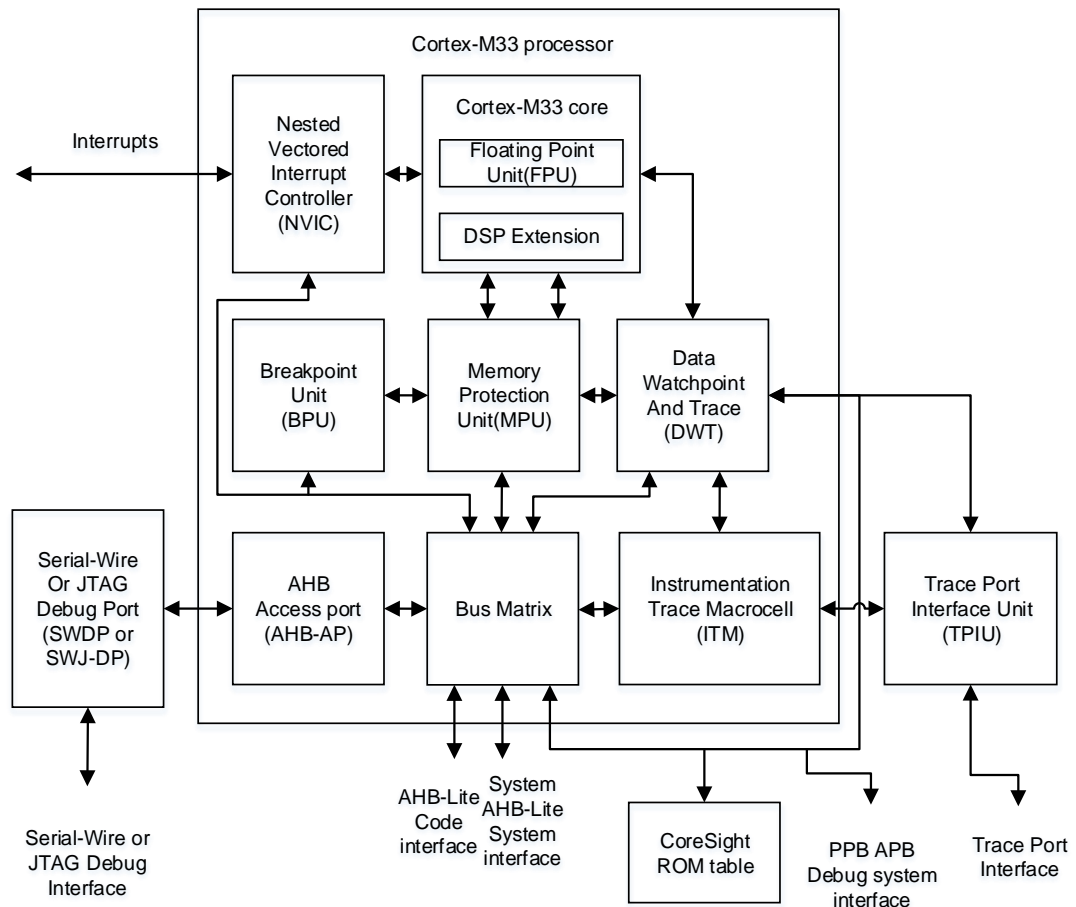 Cortex-M33 processor
Interrupts
Nested
Vectored
Interrupt
Controller
(NVIC)
Cortex-M33 core
Floating Point
Unit(FPU)
DSP Extension
Breakpoint
Unit
(BPU)
Memory
Protection
Unit(MPU)
Data
Watchpoint
And Trace
(DWT)
Serial-Wire
Or JTAG
Debug Port
(SWDP or
SWJ-DP)
AHB
Access port
(AHB-AP)
Bus Matrix
Instrumentation
Trace Macrocell
(ITM)
Trace Port
Interface Unit
(TPIU)
Serial-Wire or
JTAG Debug
Interface
AHB-Lite
Code
interface
System
AHB-Lite
System
interface
CoreSight
ROM table
PPB APB
Debug system
interface
Trace Port
Interface